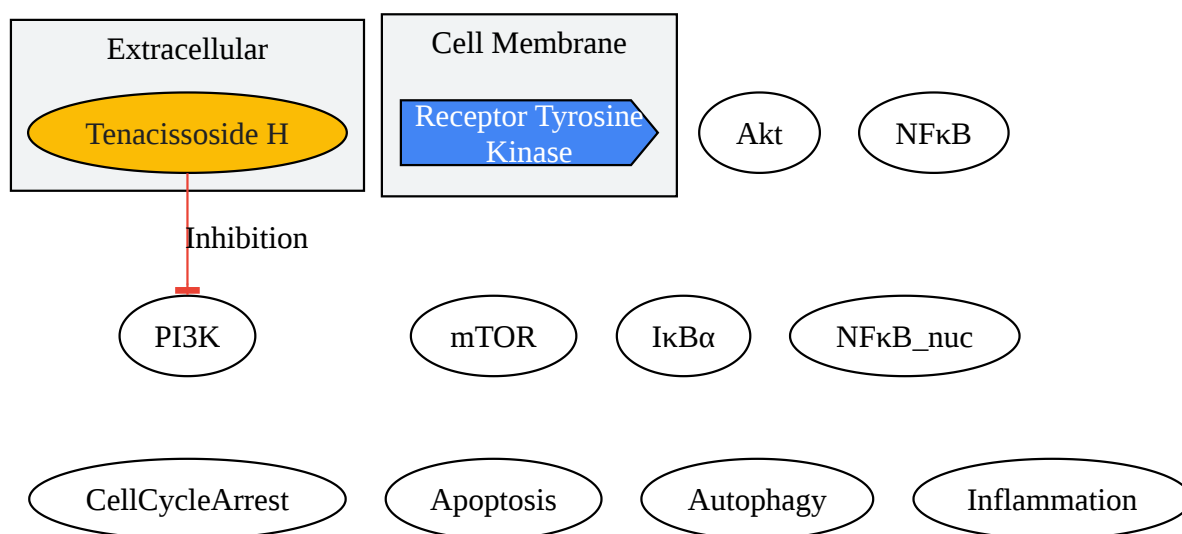 Extracellular
Cell Membrane
Tenacissoside H
Receptor Tyrosine
Kinase
Akt
NFκB
Inhibition
PI3K
mTOR
IκBα
NFκB_nuc
CellCycleArrest
Apoptosis
Autophagy
Inflammation